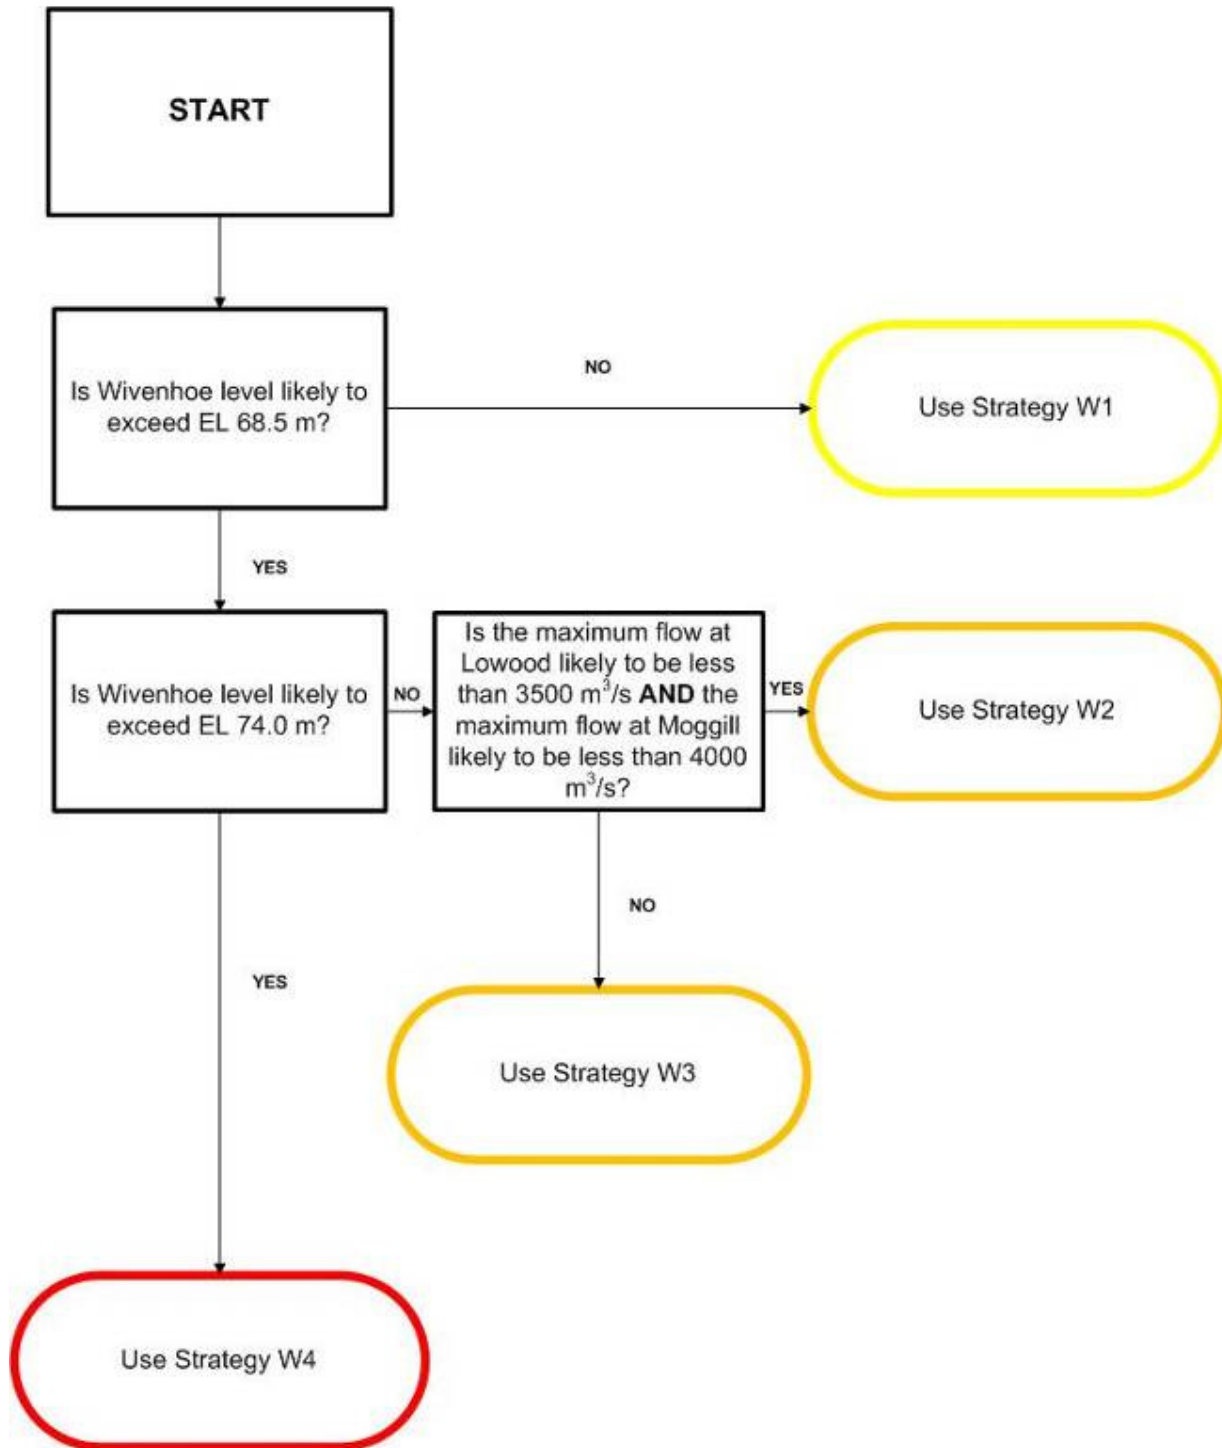 START
Is Wivenhoe level likely to
exceed EL 68.5 m?
NO
Use Strategy W1
YES
Is Wivenhoe level likely to
exceed EL 74.0 m?
NO
Is the maximum flow at
Lowood likely to be less
than 3500 m³/s AND the
maximum flow at Moggill
likely to be less than 4000
m³/s?
YES
Use Strategy W2
NO
YES
Use Strategy W3
Use Strategy W4